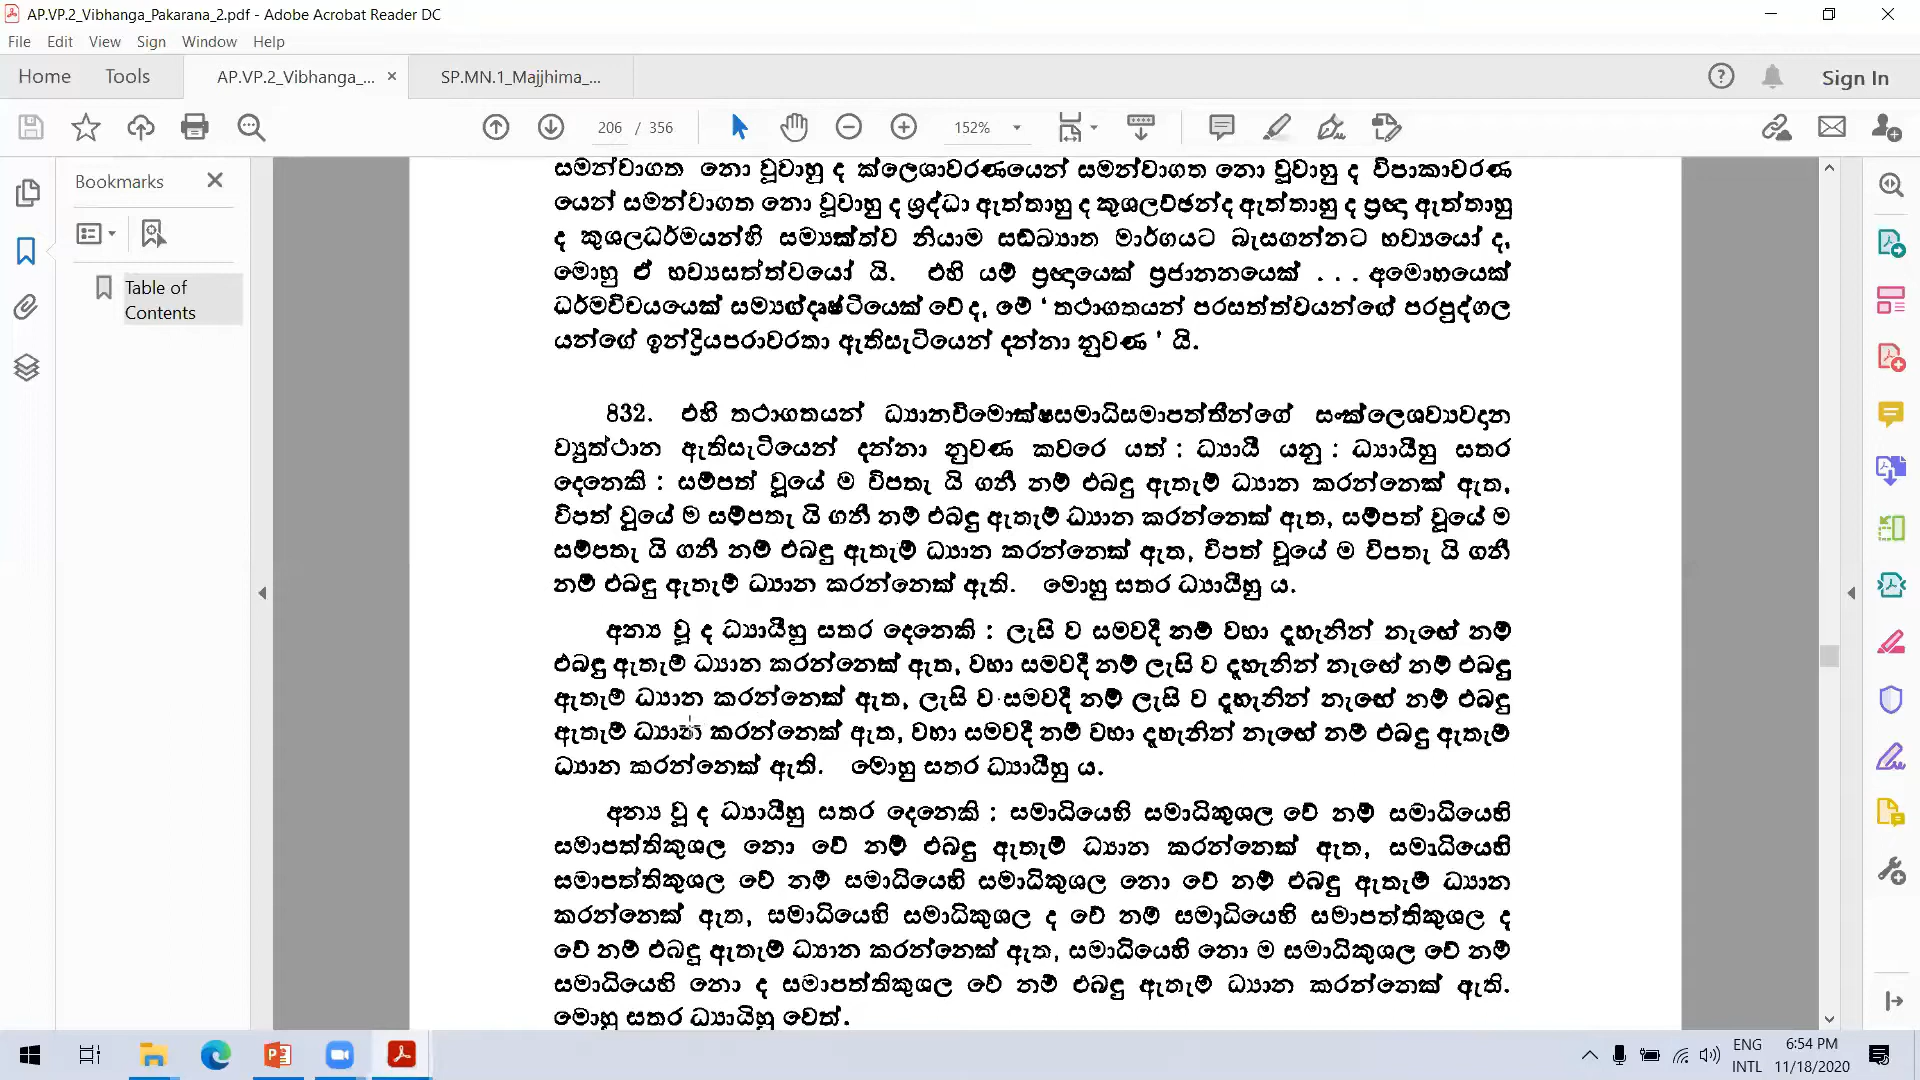 AP.VP.2_Vibhanga_Pakarana_2.pdf - Adobe Acrobat Reader DC
File Edit View Sign Window Help
Home Tools AP.VP.2_Vibhanga_... × SP.MN.1_Majjhima_... Sign In
206 / 356 152%
Bookmarks
Table of
Contents
සමන්වාගත නො වූවාහු ද ක්ලෙශාවරණයෙන් සමන්වාගත නො වූවාහු ද විපාකාවරණ
යෙන් සමන්වාගත නො වූවාහු ද ශ්‍රද්ධා ඇත්තාහු ද කුශලච්ඡන්ද ඇත්තාහු ද ප්‍රඥා ඇත්තාහු
ද කුශලධර්මයන්හි සම්‍යක්ත්ව නියාම සඞ්ඛ්‍යාත මාර්ගයට බැසගන්නට භව්‍යයෝ ද,
මොහු ඒ භව්‍යසත්ත්වයෝ යි. එහි යම් ප්‍රඥායෙක් ප්‍රජානනයෙක් . . . අමොහයෙක්
ධර්මවිචයයෙක් සම්‍යග්දෘෂ්ටියෙක් වේ ද, මේ ‘ තථාගතයන් පරසත්ත්වයන්ගේ පරපුද්ගල
යන්ගේ ඉන්ද්‍රියපරාවරතා ඇතිසැටියෙන් දන්නා නුවණ ’ යි.
832. එහි තථාගතයන් ධ්‍යානවිමොක්ෂසමාධිසමාපත්තීන්ගේ සංක්ලෙශව්‍යවදාන
ව්‍යුත්ථාන ඇතිසැටියෙන් දන්නා නුවණ කවරෙ යත් : ධ්‍යායී යනු : ධ්‍යායීහු සතර
දෙනෙකි : සම්පත් වූයේ ම විපතැ යි ගනී නම් එබඳු ඇතැම් ධ්‍යාන කරන්නෙක් ඇත,
විපත් වූයේ ම සම්පතැ යි ගනී නම් එබඳු ඇතැම් ධ්‍යාන කරන්නෙක් ඇත, සම්පත් වූයේ ම
සම්පතැ යි ගනී නම් එබඳු ඇතැම් ධ්‍යාන කරන්නෙක් ඇත, විපත් වූයේ ම විපතැ යි ගනී
නම් එබඳු ඇතැම් ධ්‍යාන කරන්නෙක් ඇති. මොහු සතර ධ්‍යායීහු ය.
අන්‍ය වූ ද ධ්‍යායීහු සතර දෙනෙකි : ලැසි ව සමවදී නම් වහා දැහැනින් නැඟේ නම්
එබඳු ඇතැම් ධ්‍යාන කරන්නෙක් ඇත, වහා සමවදී නම් ලැසි ව දැහැනින් නැඟේ නම් එබඳු
ඇතැම් ධ්‍යාන කරන්නෙක් ඇත, ලැසි ව සමවදී නම් ලැසි ව දැහැනින් නැඟේ නම් එබඳු
ඇතැම් ධ්‍යාන කරන්නෙක් ඇත, වහා සමවදී නම් වහා දැහැනින් නැඟේ නම් එබඳු ඇතැම්
ධ්‍යාන කරන්නෙක් ඇති. මොහු සතර ධ්‍යායීහු ය.
අන්‍ය වූ ද ධ්‍යායීහු සතර දෙනෙකි : සමාධියෙහි සමාධිකුශල වේ නම් සමාධියෙහි
සමාපත්තිකුශල නො වේ නම් එබඳු ඇතැම් ධ්‍යාන කරන්නෙක් ඇත, සමාධියෙහි
සමාපත්තිකුශල වේ නම් සමාධියෙහි සමාධිකුශල නො වේ නම් එබඳු ඇතැම් ධ්‍යාන
කරන්නෙක් ඇත, සමාධියෙහි සමාධිකුශල ද වේ නම් සමාධියෙහි සමාපත්තිකුශල ද
වේ නම් එබඳු ඇතැම් ධ්‍යාන කරන්නෙක් ඇත, සමාධියෙහි නො ම සමාධිකුශල වේ නම්
සමාධියෙහි නො ද සමාපත්තිකුශල වේ නම් එබඳු ඇතැම් ධ්‍යාන කරන්නෙක් ඇති.
මොහු සතර ධ්‍යායිහු වෙත්.
ENG 6:54 PM
INTL 11/18/2020